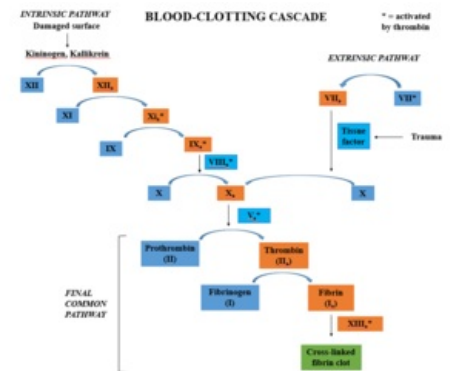 INTRINSIC PATHWAY
Damaged surface
BLOOD-CLOTTING CASCADE
* = activated
by thrombin
Kininogen, Kallikrein
EXTRINSIC PATHWAY
XII
XIIₐ
VIIₐ
VII*
XI
XIₐ*
Tissue
factor
Trauma
IX
IXₐ*
VIIIₐ*
X
Xₐ
X
Vₐ*
Prothrombin
(II)
Thrombin
(IIₐ)
FINAL
COMMON
PATHWAY
Fibrinogen
(I)
Fibrin
(Iₐ)
XIIIₐ*
Cross-linked
fibrin clot